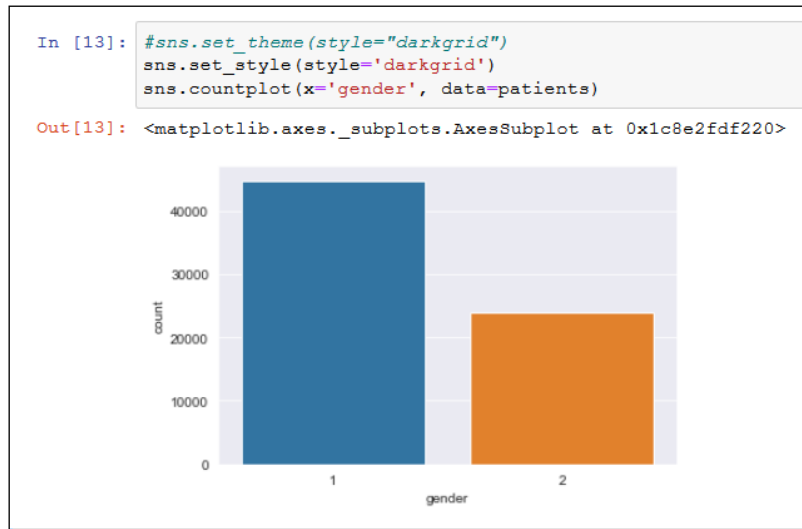 In [13]: #sns.set_theme(style="darkgrid")
sns.set_style(style='darkgrid')
sns.countplot(x='gender', data=patients)
Out[13]: <matplotlib.axes._subplots.AxesSubplot at 0x1c8e2fdf220>
40000
30000
20000
10000
0
count
1 2
gender